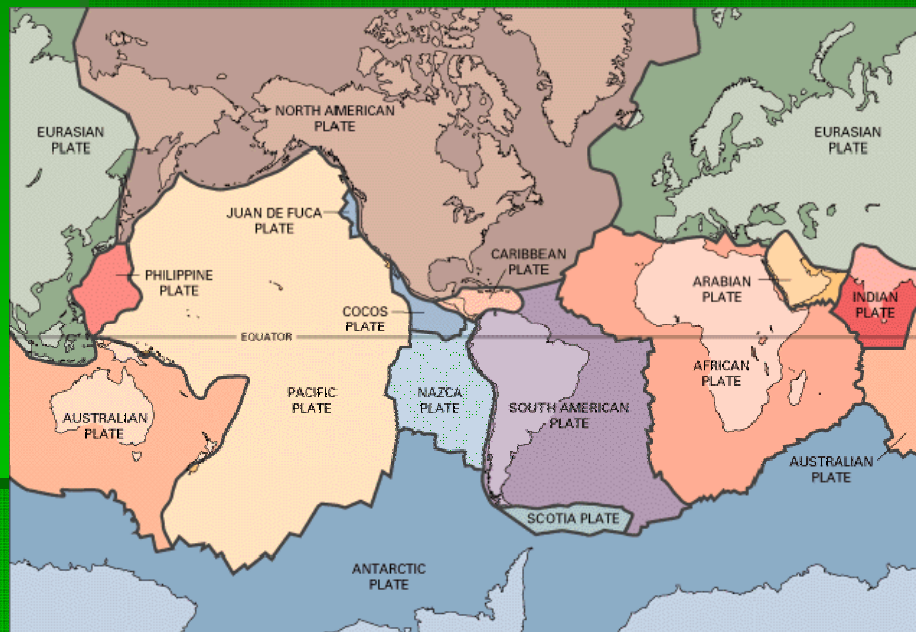 NORTH AMERICAN
PLATE
EURASIAN
PLATE
EURASIAN
PLATE
JUAN DE FUCA
PLATE
CARIBBEAN
PLATE
PHILIPPINE
PLATE
ARABIAN
PLATE
INDIAN
PLATE
COCOS
PLATE
EQUATOR
AFRICAN
PLATE
PACIFIC
PLATE
NAZCA
PLATE
SOUTH AMERICAN
PLATE
AUSTRALIAN
PLATE
AUSTRALIAN
PLATE
SCOTIA PLATE
ANTARCTIC
PLATE